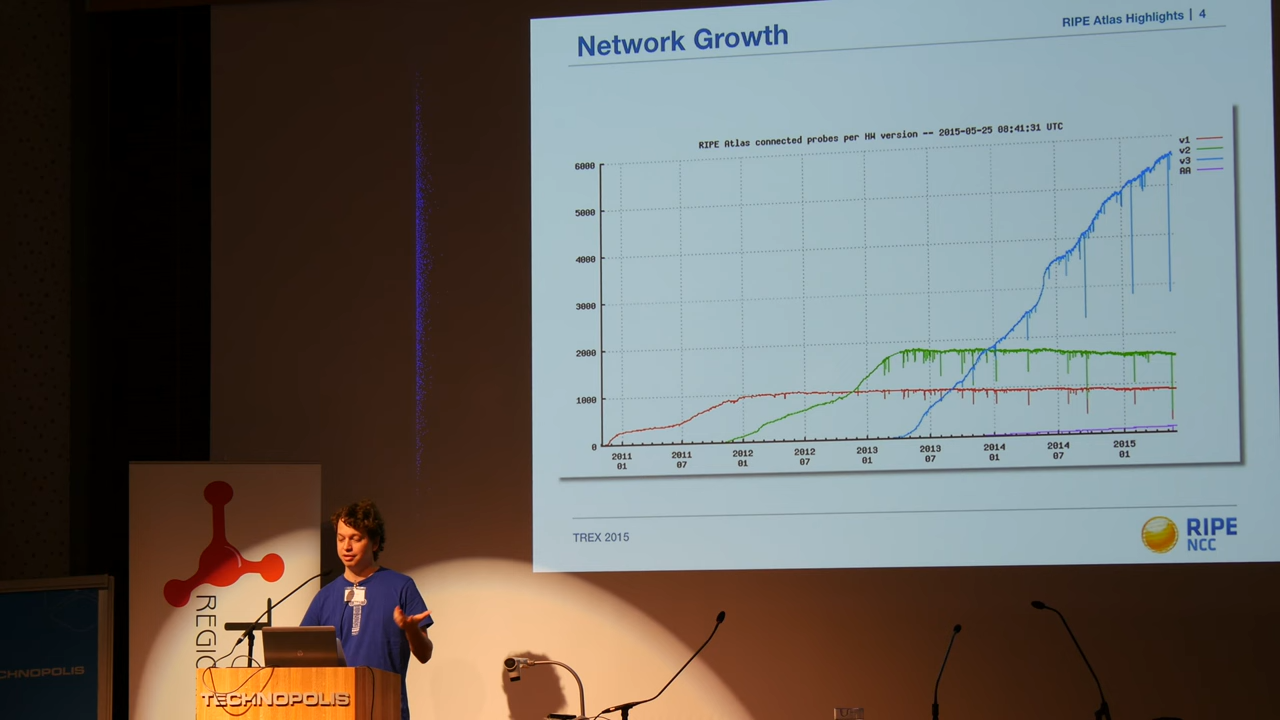 Network Growth
RIPE Atlas Highlights | 4
RIPE Atlas connected probes per HW version -- 2015-05-25 08:41:31 UTC
v1
v2
v3
AA
6000
5000
4000
3000
2000
1000
0
2011 2011 2012 2012 2013 2013 2014 2014 2015
01 07 01 07 01 07 01 07 01
TREX 2015
RIPE
NCC
REGIO
CHNOPOLIS
TECHNOPOLIS